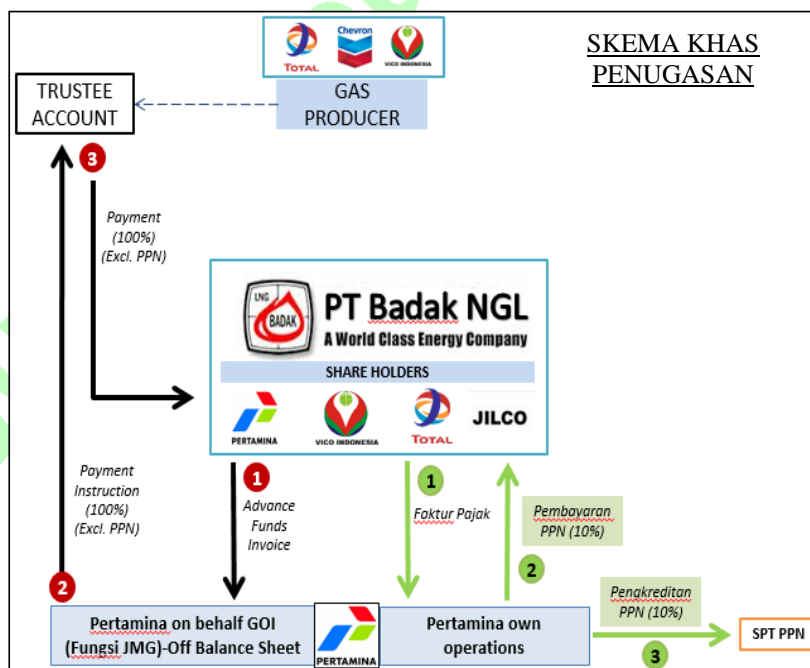 SKEMA KHAS
PENUGASAN
TOTAL
Chevron
VICO INDONESIA
GAS
PRODUCER
TRUSTEE
ACCOUNT
3
Payment
(100%)
(Excl. PPN)
LNG
BADAK
PT Badak NGL
A World Class Energy Company
SHARE HOLDERS
PERTAMINA
VICO INDONESIA
TOTAL
JILCO
Payment
Instruction
(100%)
(Excl. PPN)
2
1
Advance
Funds
Invoice
1
Faktur Pajak
Pembayaran
PPN (10%)
2
Pertamina on behalf GOI
(Fungsi JMG)-Off Balance Sheet
PERTAMINA
Pertamina own
operations
Pengkreditan
PPN (10%)
3
SPT PPN